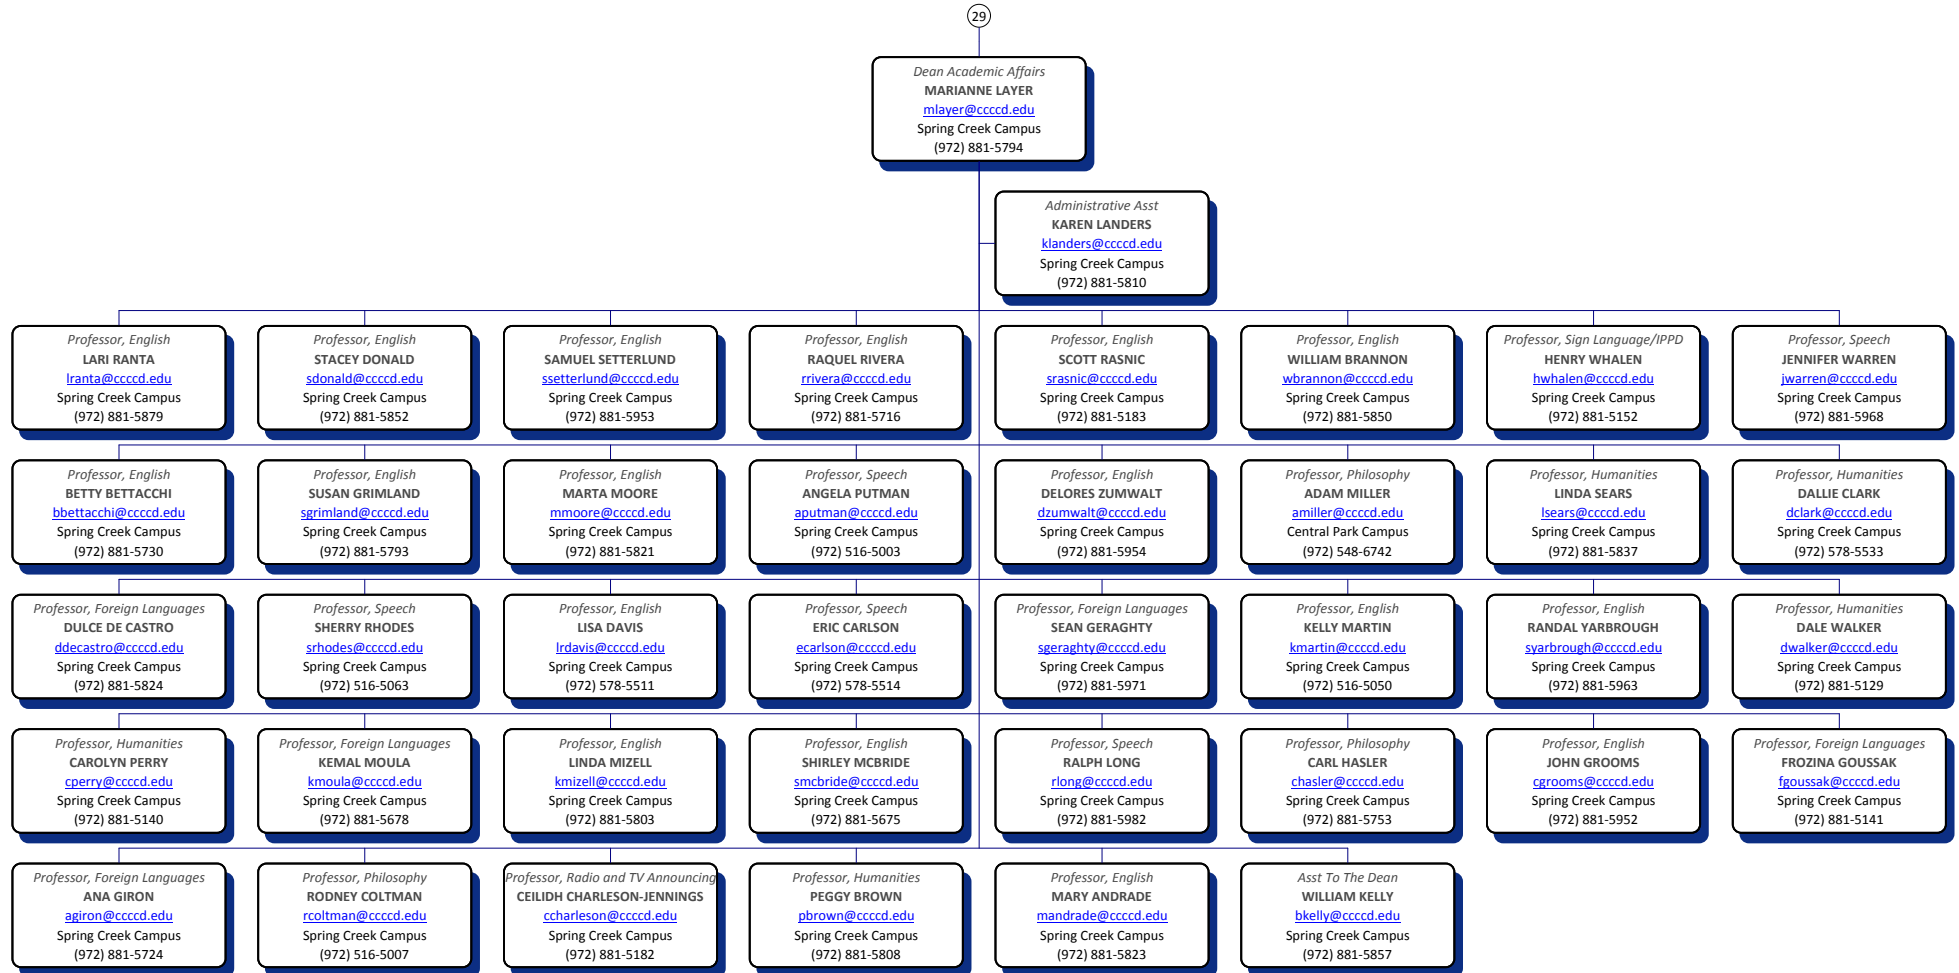 29
Dean Academic Affairs
MARIANNE LAYER
mlayer@ccccd.edu
Spring Creek Campus
(972) 881-5794
Administrative Asst
KAREN LANDERS
klanders@ccccd.edu
Spring Creek Campus
(972) 881-5810
Professor, English
LARI RANTA
lranta@ccccd.edu
Spring Creek Campus
(972) 881-5879
Professor, English
STACEY DONALD
sdonald@ccccd.edu
Spring Creek Campus
(972) 881-5852
Professor, English
SAMUEL SETTERLUND
ssetterlund@ccccd.edu
Spring Creek Campus
(972) 881-5953
Professor, English
RAQUEL RIVERA
rrivera@ccccd.edu
Spring Creek Campus
(972) 881-5716
Professor, English
SCOTT RASNIC
srasnic@ccccd.edu
Spring Creek Campus
(972) 881-5183
Professor, English
WILLIAM BRANNON
wbrannon@ccccd.edu
Spring Creek Campus
(972) 881-5850
Professor, Sign Language/IPPD
HENRY WHALEN
hwhalen@ccccd.edu
Spring Creek Campus
(972) 881-5152
Professor, Speech
JENNIFER WARREN
jwarren@ccccd.edu
Spring Creek Campus
(972) 881-5968
Professor, English
BETTY BETTACCHI
bbettacchi@ccccd.edu
Spring Creek Campus
(972) 881-5730
Professor, English
SUSAN GRIMLAND
sgrimland@ccccd.edu
Spring Creek Campus
(972) 881-5793
Professor, English
MARTA MOORE
mmoore@ccccd.edu
Spring Creek Campus
(972) 881-5821
Professor, Speech
ANGELA PUTMAN
aputman@ccccd.edu
Spring Creek Campus
(972) 516-5003
Professor, English
DELORES ZUMWALT
dzumwalt@ccccd.edu
Spring Creek Campus
(972) 881-5954
Professor, Philosophy
ADAM MILLER
amiller@ccccd.edu
Central Park Campus
(972) 548-6742
Professor, Humanities
LINDA SEARS
lsears@ccccd.edu
Spring Creek Campus
(972) 881-5837
Professor, Humanities
DALLIE CLARK
dclark@ccccd.edu
Spring Creek Campus
(972) 578-5533
Professor, Foreign Languages
DULCE DE CASTRO
ddecastro@ccccd.edu
Spring Creek Campus
(972) 881-5824
Professor, Speech
SHERRY RHODES
srhodes@ccccd.edu
Spring Creek Campus
(972) 516-5063
Professor, English
LISA DAVIS
lrdavis@ccccd.edu
Spring Creek Campus
(972) 578-5511
Professor, Speech
ERIC CARLSON
ecarlson@ccccd.edu
Spring Creek Campus
(972) 578-5514
Professor, Foreign Languages
SEAN GERAGHTY
sgeraghty@ccccd.edu
Spring Creek Campus
(972) 881-5971
Professor, English
KELLY MARTIN
kmartin@ccccd.edu
Spring Creek Campus
(972) 516-5050
Professor, English
RANDAL YARBROUGH
syarbrough@ccccd.edu
Spring Creek Campus
(972) 881-5963
Professor, Humanities
DALE WALKER
dwalker@ccccd.edu
Spring Creek Campus
(972) 881-5129
Professor, Humanities
CAROLYN PERRY
cperry@ccccd.edu
Spring Creek Campus
(972) 881-5140
Professor, Foreign Languages
KEMAL MOULA
kmoula@ccccd.edu
Spring Creek Campus
(972) 881-5678
Professor, English
LINDA MIZELL
kmizell@ccccd.edu
Spring Creek Campus
(972) 881-5803
Professor, English
SHIRLEY MCBRIDE
smcbride@ccccd.edu
Spring Creek Campus
(972) 881-5675
Professor, Speech
RALPH LONG
rlong@ccccd.edu
Spring Creek Campus
(972) 881-5982
Professor, Philosophy
CARL HASLER
chasler@ccccd.edu
Spring Creek Campus
(972) 881-5753
Professor, English
JOHN GROOMS
cgrooms@ccccd.edu
Spring Creek Campus
(972) 881-5952
Professor, Foreign Languages
FROZINA GOUSSAK
fgoussak@ccccd.edu
Spring Creek Campus
(972) 881-5141
Professor, Foreign Languages
ANA GIRON
agiron@ccccd.edu
Spring Creek Campus
(972) 881-5724
Professor, Philosophy
RODNEY COLTMAN
rcoltman@ccccd.edu
Spring Creek Campus
(972) 516-5007
Professor, Radio and TV Announcing
CEILIDH CHARLESON-JENNINGS
ccharleson@ccccd.edu
Spring Creek Campus
(972) 881-5182
Professor, Humanities
PEGGY BROWN
pbrown@ccccd.edu
Spring Creek Campus
(972) 881-5808
Professor, English
MARY ANDRADE
mandrade@ccccd.edu
Spring Creek Campus
(972) 881-5823
Asst To The Dean
WILLIAM KELLY
bkelly@ccccd.edu
Spring Creek Campus
(972) 881-5857